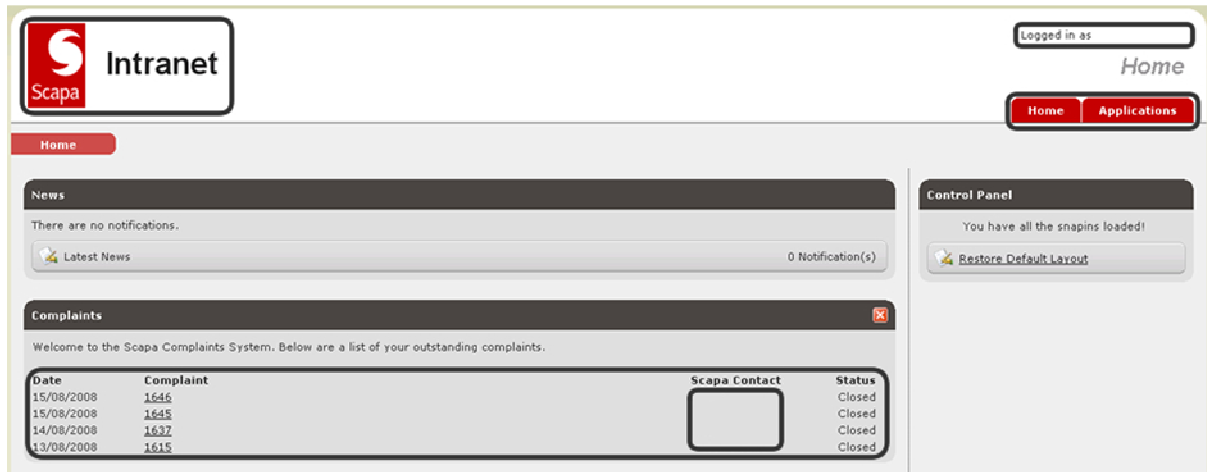 Scapa
Intranet
Logged in as
Home
Home Applications
Home
News
There are no notifications.
Latest News 0 Notification(s)
Control Panel
You have all the snapins loaded!
Restore Default Layout
Complaints
Welcome to the Scapa Complaints System. Below are a list of your outstanding complaints.
Date Complaint Scapa Contact Status
15/08/2008 1646 Closed
15/08/2008 1645 Closed
14/08/2008 1637 Closed
13/08/2008 1615 Closed